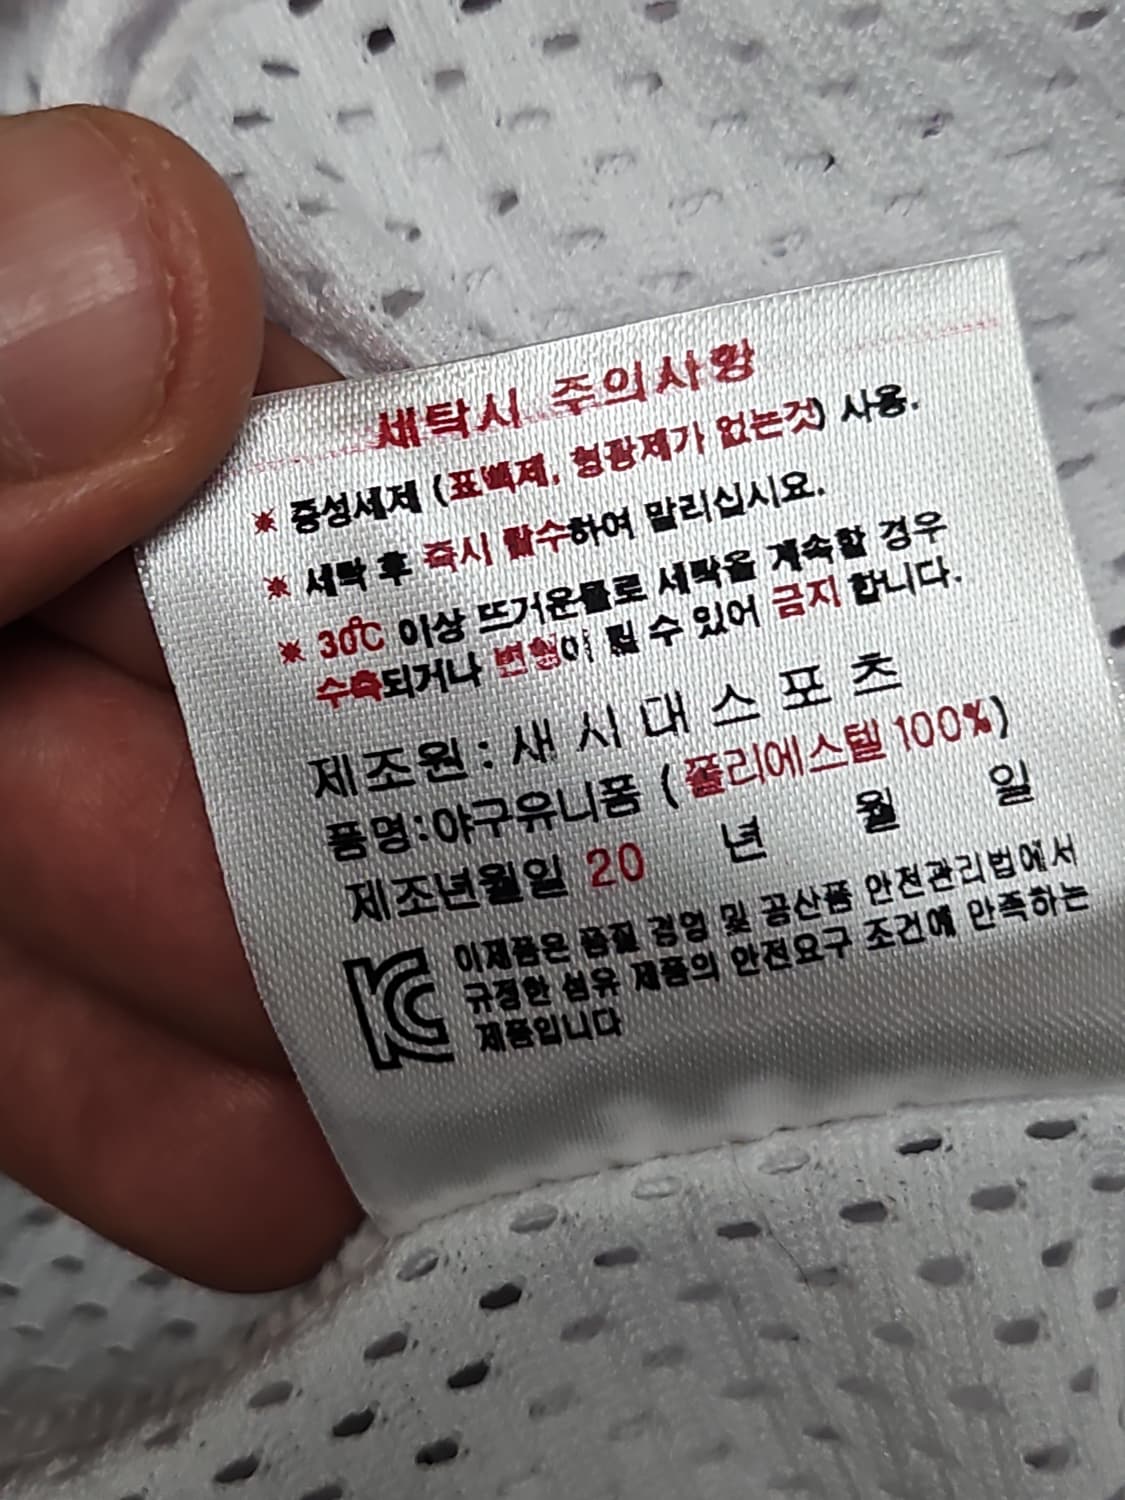 세탁시 주의사항
※ 중성세제 (표백제, 형광제가 없는것) 사용.
※ 세탁 후 즉시 탈수하여 말리십시요.
※ 30℃ 이상 뜨거운물로 세탁을 계속할 경우
수축되거나 변형이 될 수 있어 금지 합니다.
제조원 : 새 시 대 스 포 츠
품명:야구유니폼 (폴리에스텔 100%)
제조년월일 20 년 월 일
이제품은 품질 경영 및 공산품 안전관리법에서
규정한 섬유 제품의 안전요구 조건에 만족하는
제품입니다